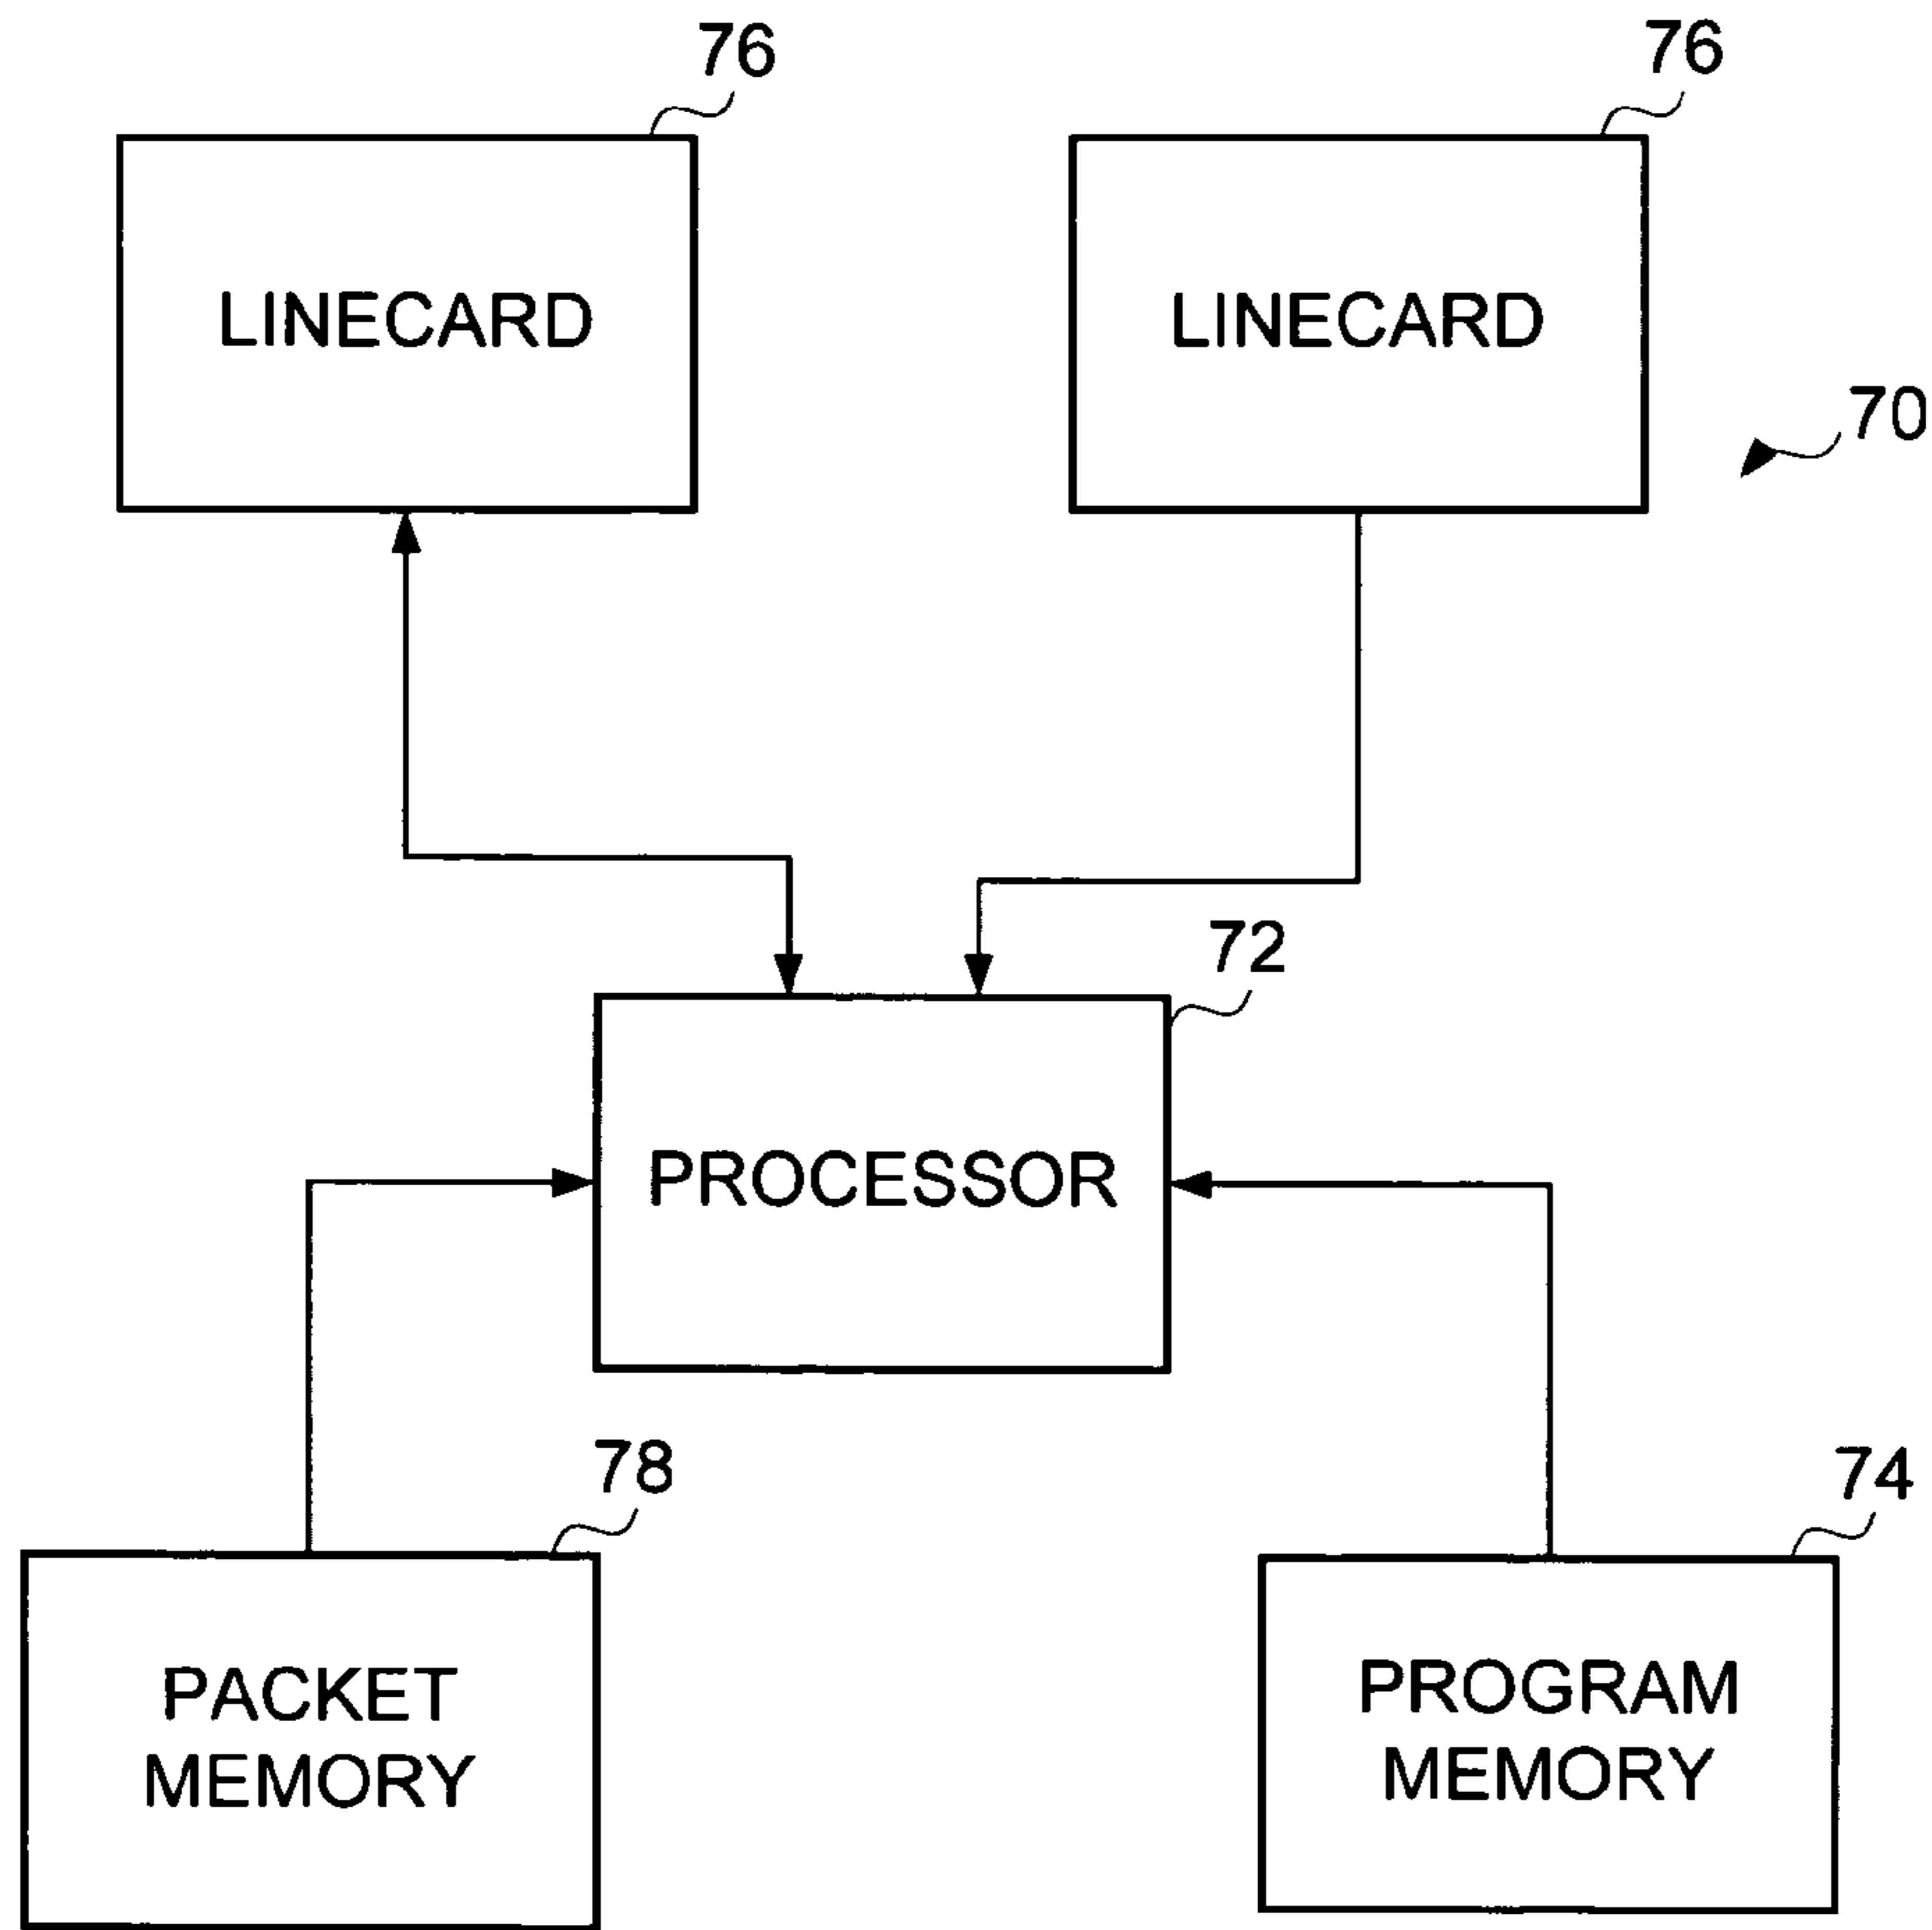 76
76
LINECARD
LINECARD
70
72
PROCESSOR
78
74
PACKET
MEMORY
PROGRAM
MEMORY